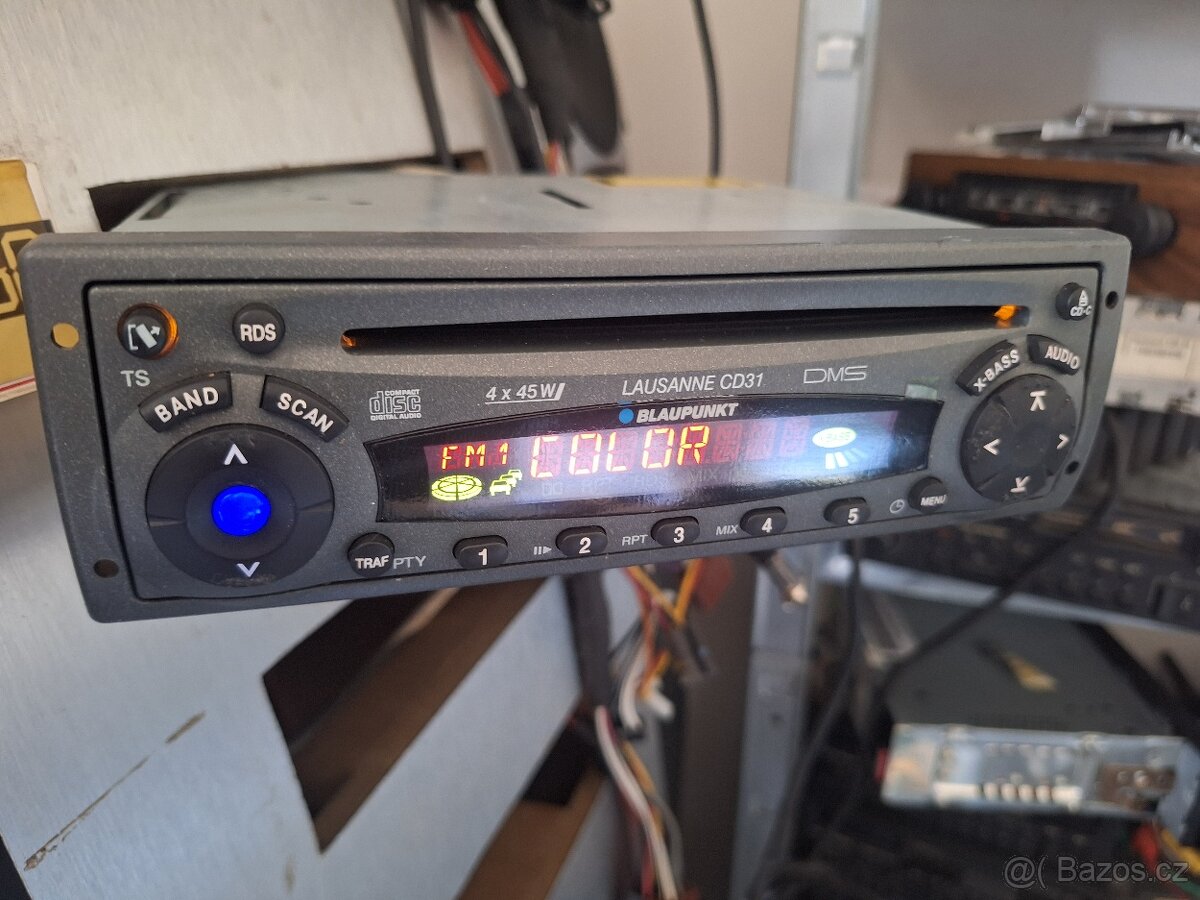 RDS
TS
BAND
SCAN
COMPACT
disc
DIGITAL AUDIO
4 x 45W
LAUSANNE CD31
DMS
BLAUPUNKT
FM1 COLOR
X-BASS
AUDIO
CD-C
TRAF PTY
1
2
RPT
3
MIX
4
5
MENU
@( Bazos.cz